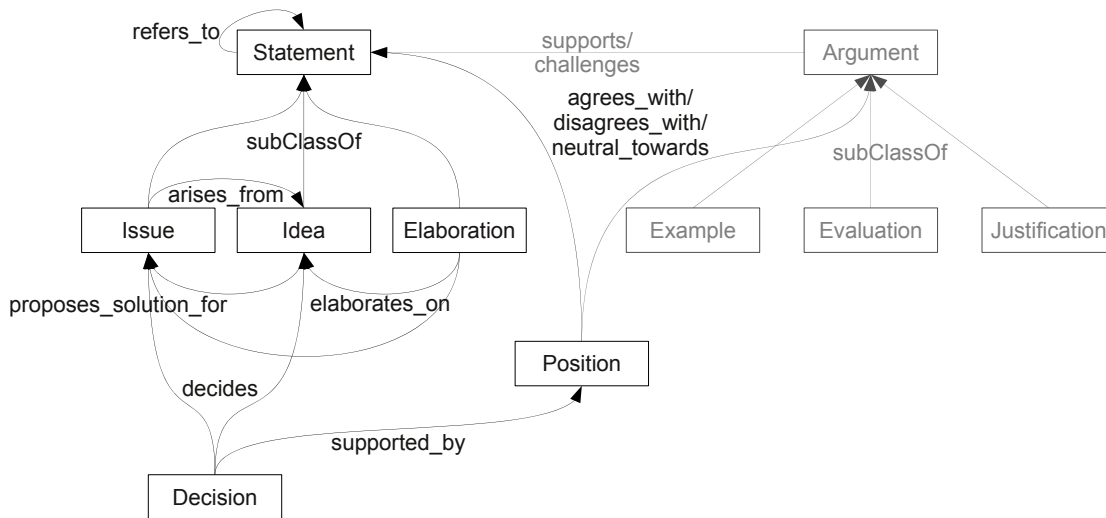 refers_to
Statement
supports/
challenges
Argument
agrees_with/
disagrees_with/
neutral_towards
subClassOf
subClassOf
arises_from
Issue
Idea
Elaboration
Example
Evaluation
Justification
proposes_solution_for
elaborates_on
Position
decides
supported_by
Decision